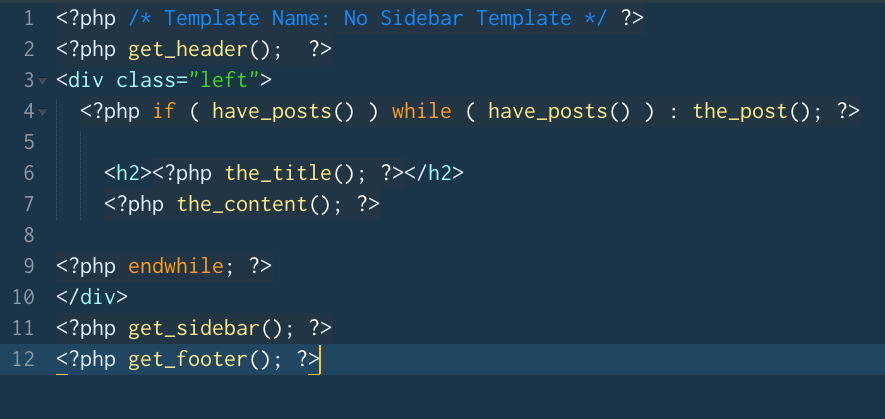 1 <?php /* Template Name: No Sidebar Template */ ?>
2 <?php get_header();  ?>
3 <div class="left">
4   <?php if ( have_posts() ) while ( have_posts() ) : the_post(); ?>
5
6     <h2><?php the_title(); ?></h2>
7     <?php the_content(); ?>
8
9 <?php endwhile; ?>
10 </div>
11 <?php get_sidebar(); ?>
12 <?php get_footer(); ?>